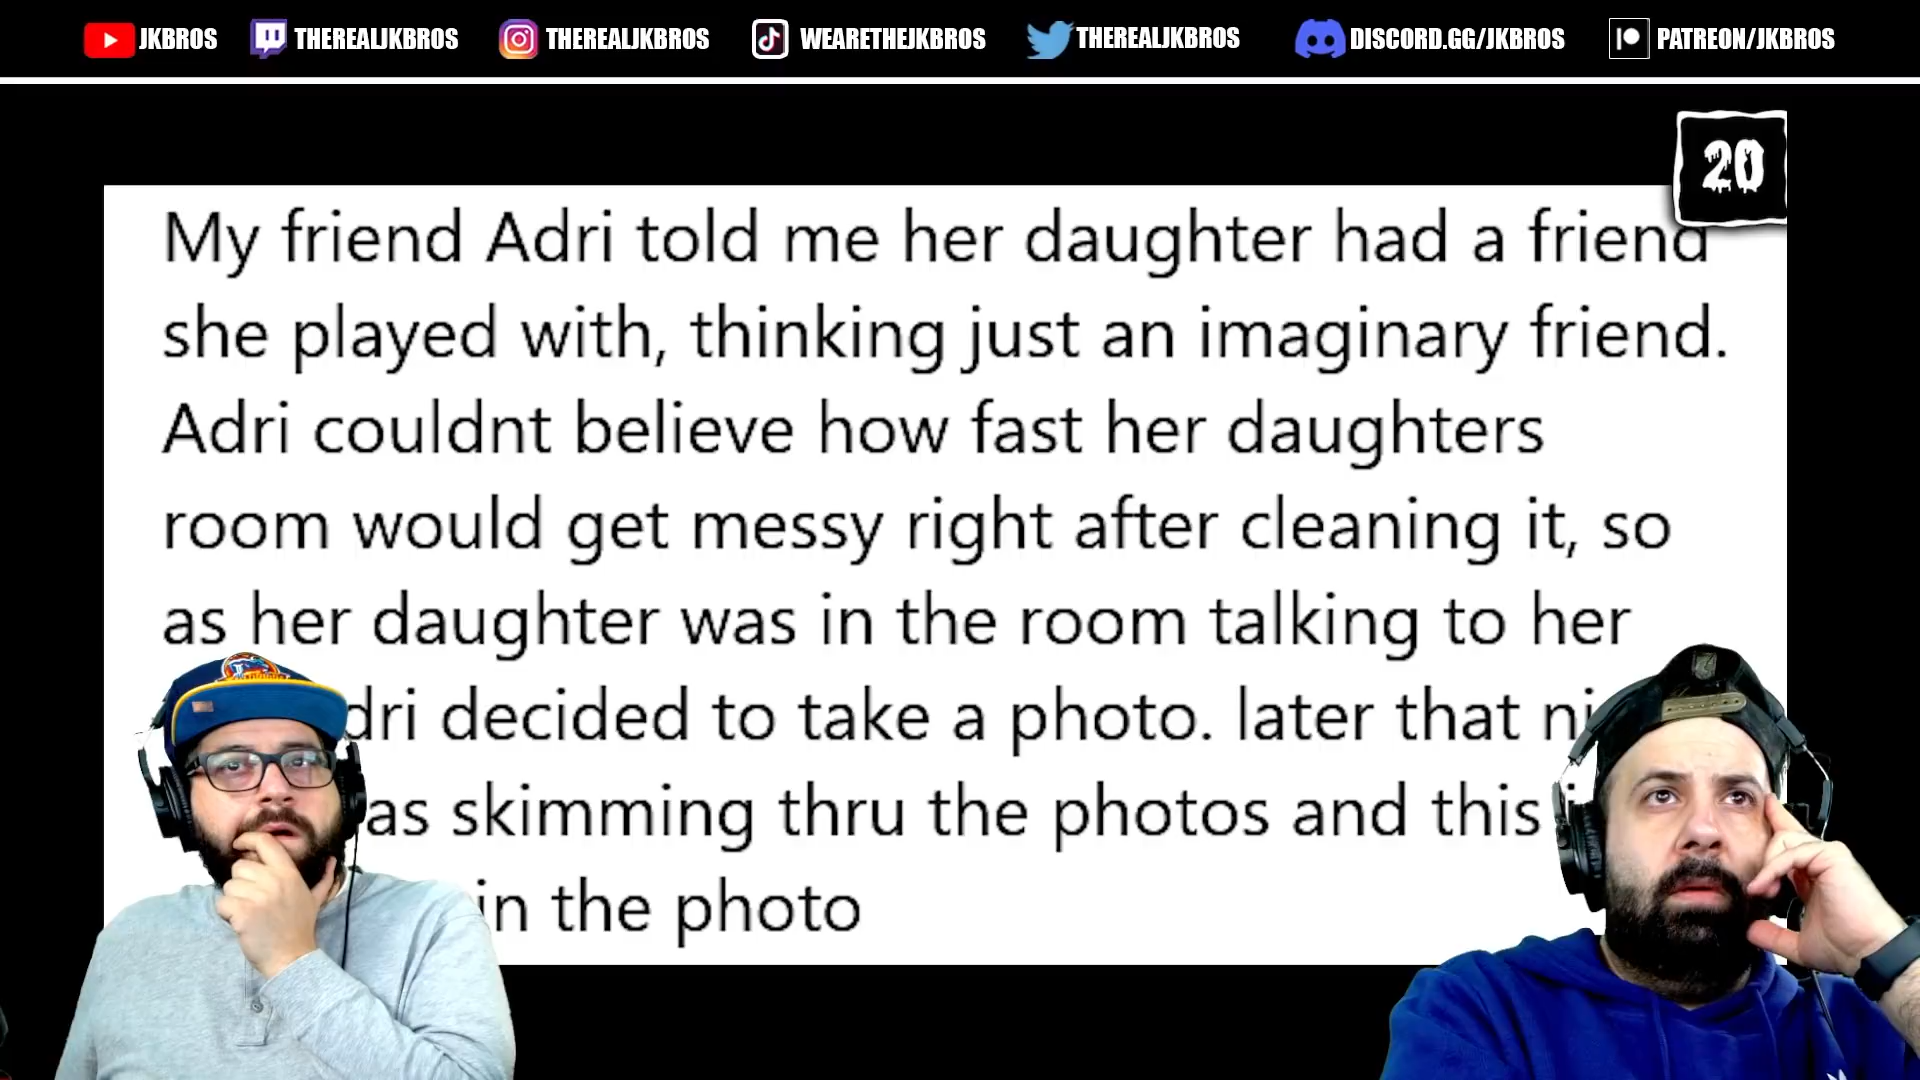 JKBROS THEREALJKBROS THEREALJKBROS WEARETHEJKBROS THEREALJKBROS DISCORD.GG/JKBROS PATREON/JKBROS
20
My friend Adri told me her daughter had a friend
she played with, thinking just an imaginary friend.
Adri couldnt believe how fast her daughters
room would get messy right after cleaning it, so
as her daughter was in the room talking to her
decided to take a photo. later that
skimming thru the photos and this
in the photo